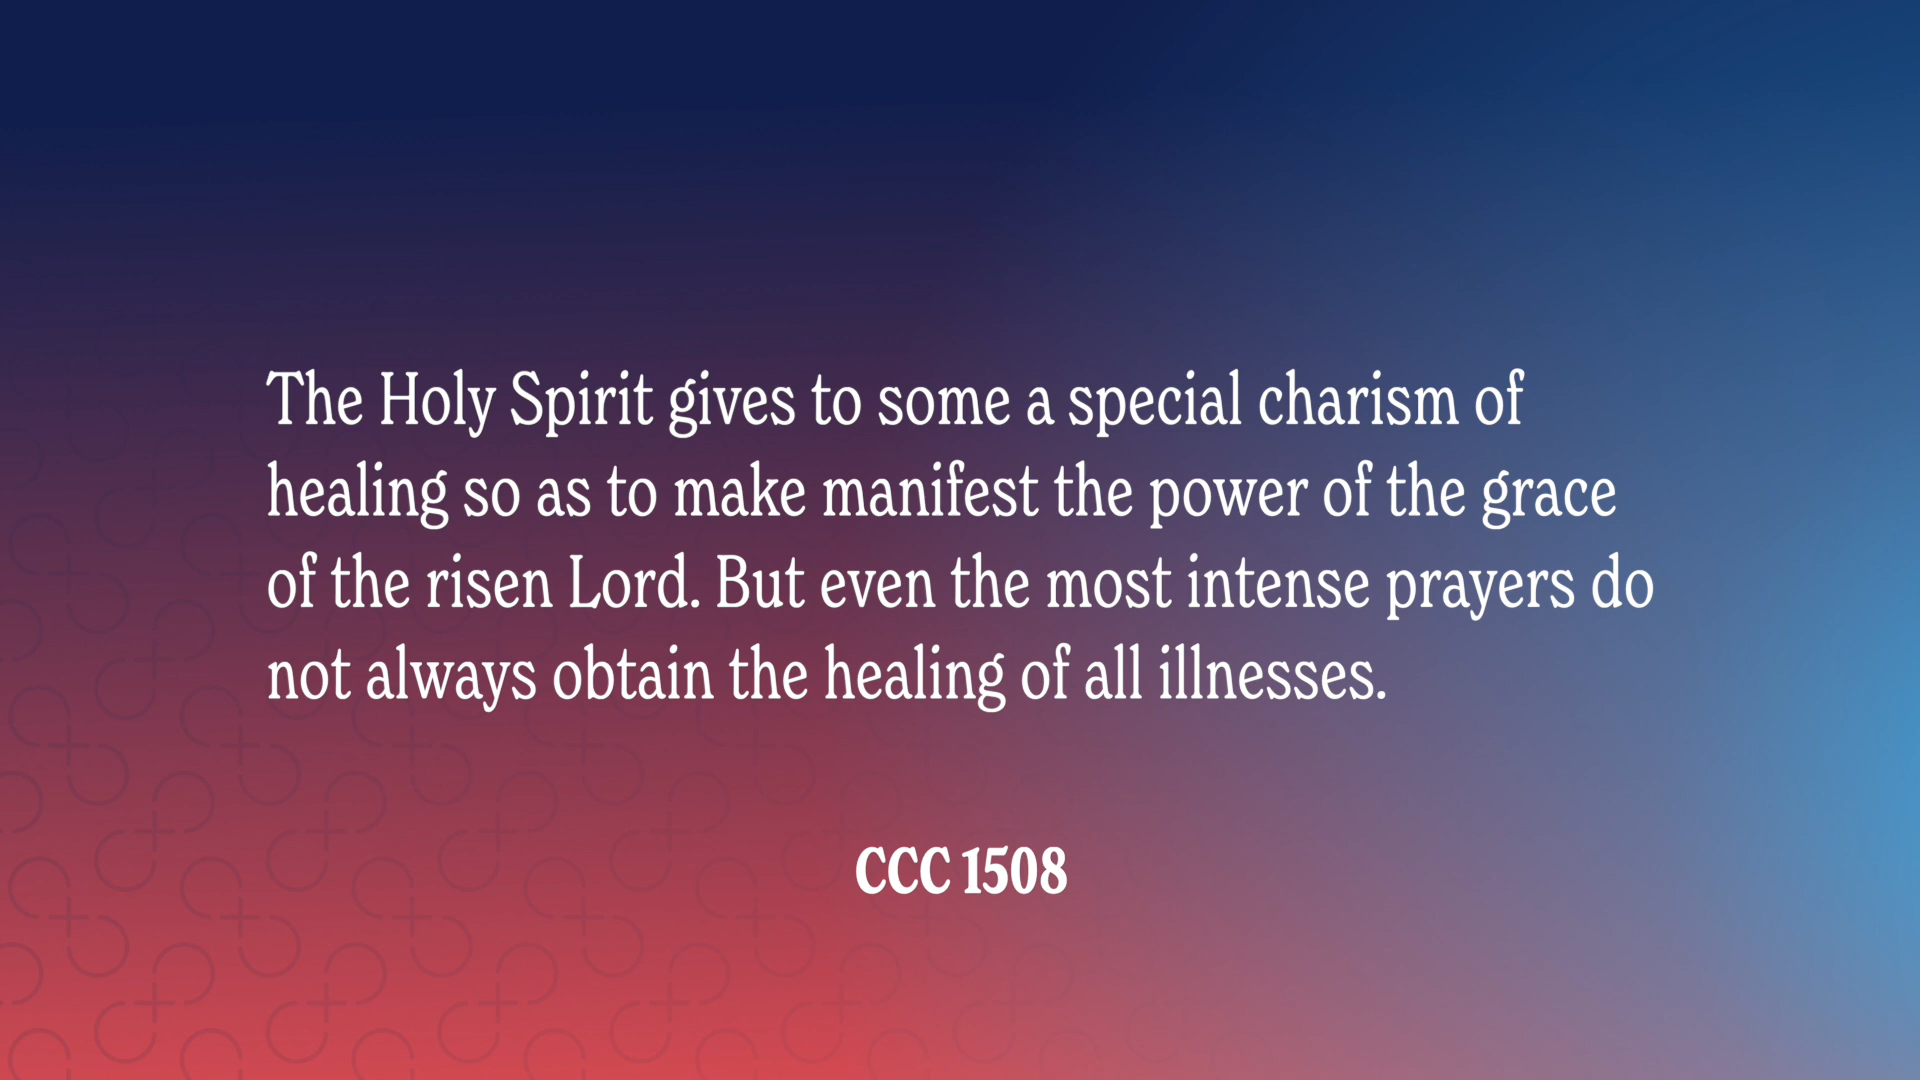 The Holy Spirit gives to some a special charism of
healing so as to make manifest the power of the grace
of the risen Lord. But even the most intense prayers do
not always obtain the healing of all illnesses.
CCC 1508